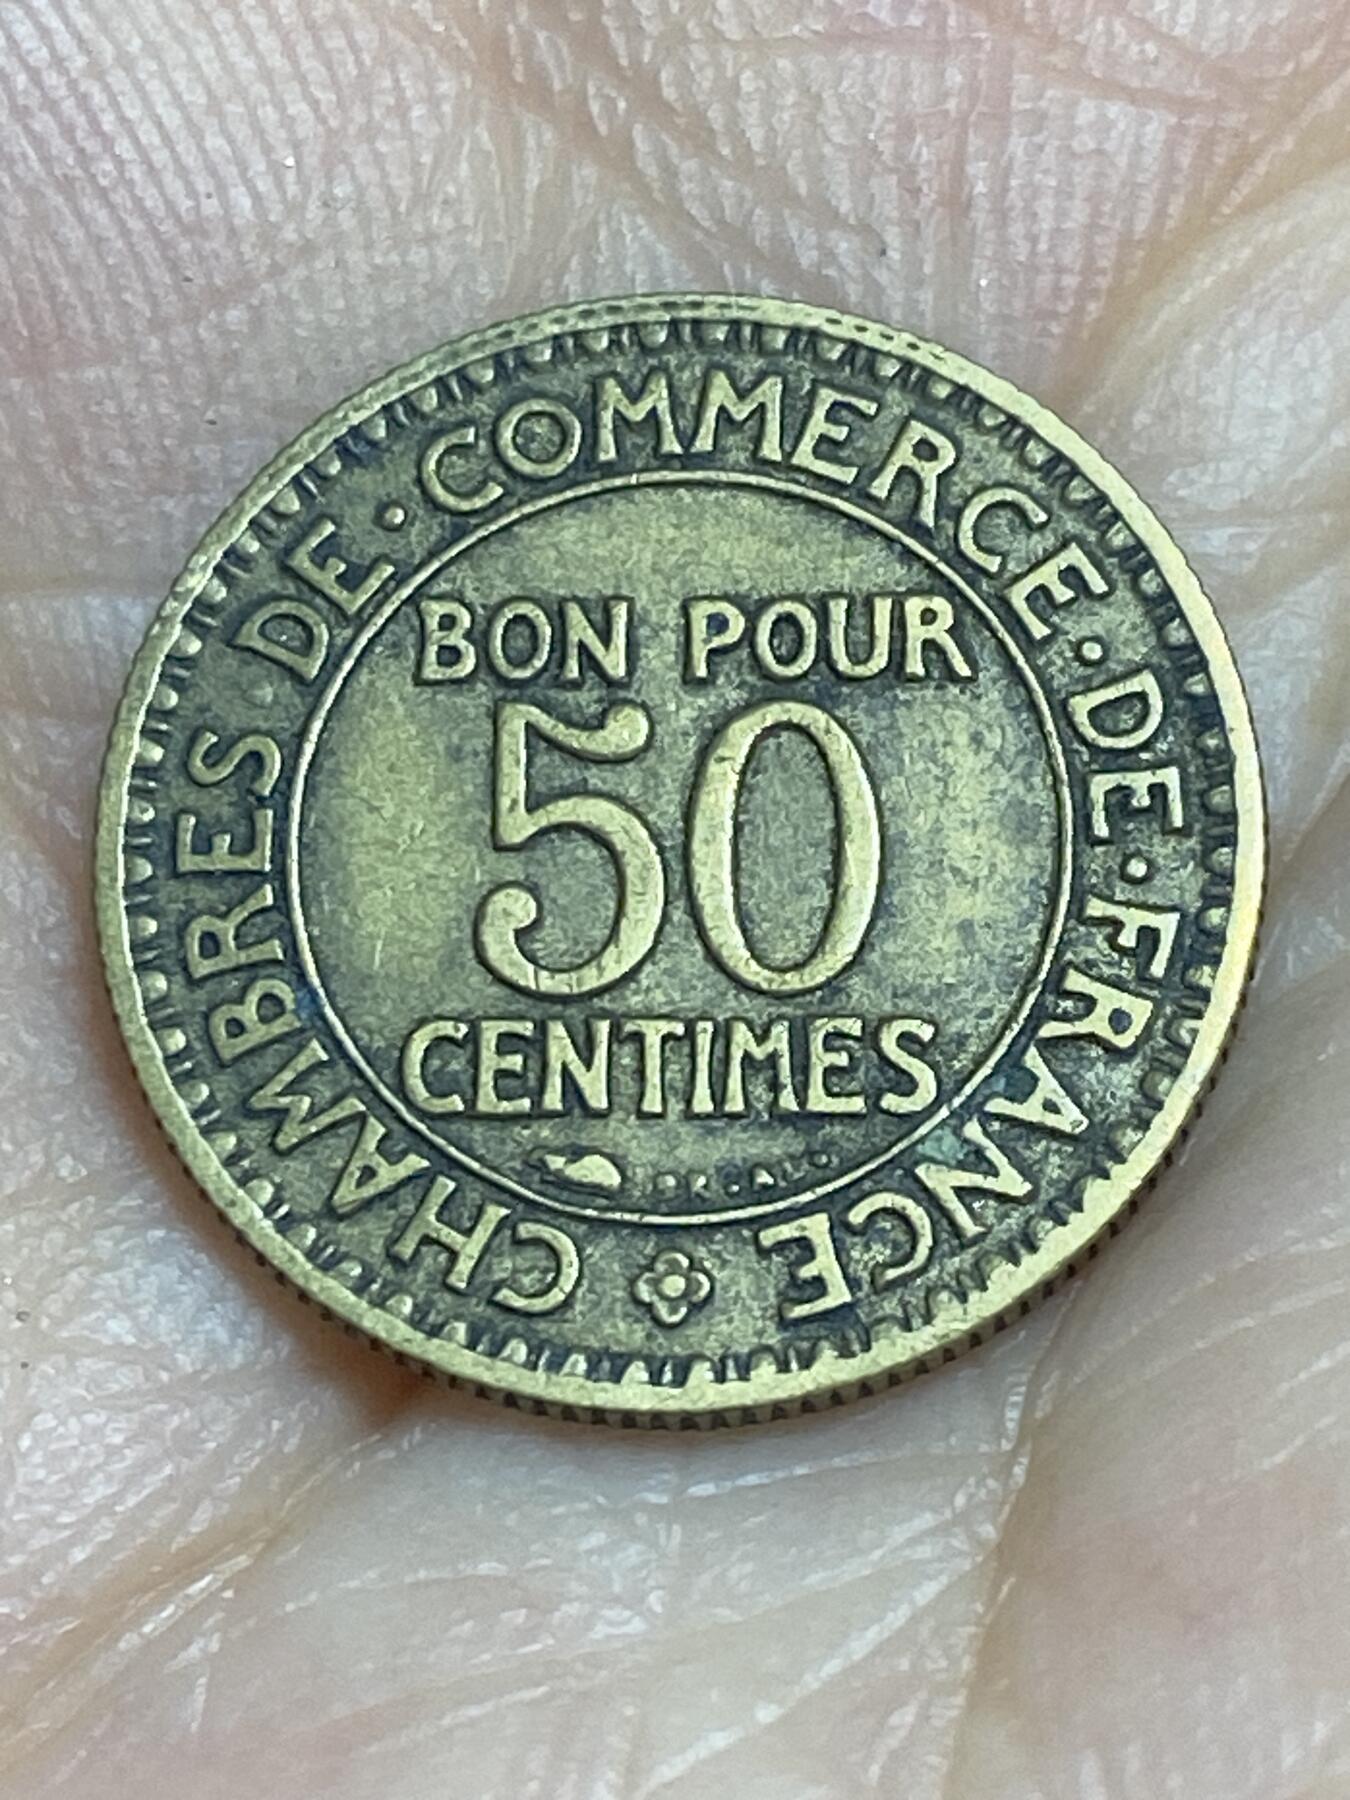 CHAMBRES·DE·COMMERCE·DE·FRANCE
BON POUR
50
CENTIMES